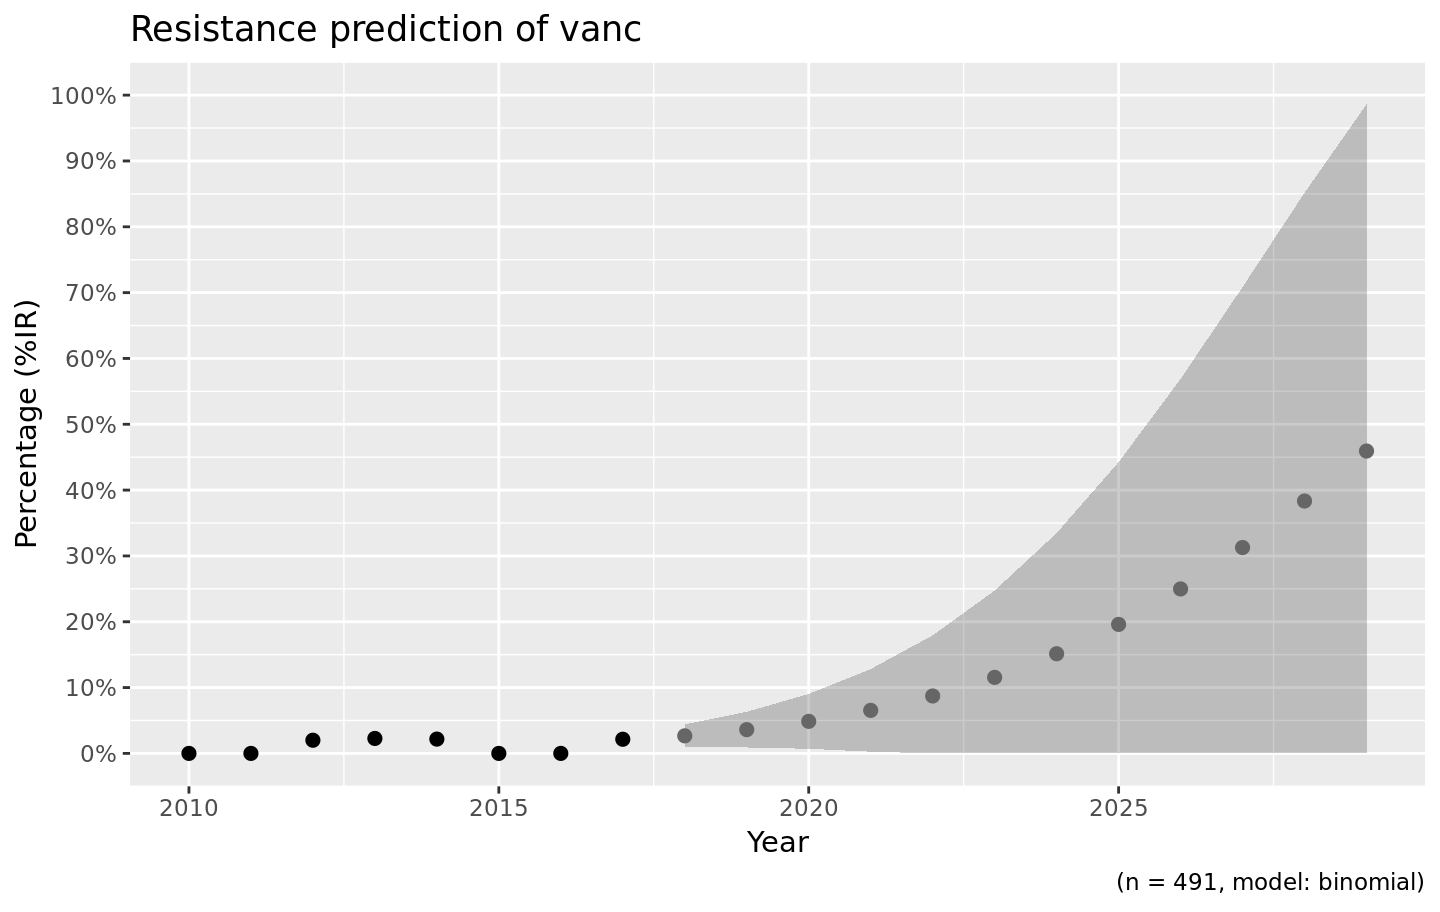 Resistance prediction of vanc
100%
90%
80%
70%
60%
50%
40%
30%
20%
10%
0%
Percentage (%IR)
2010 2015 2020 2025
Year
(n = 491, model: binomial)